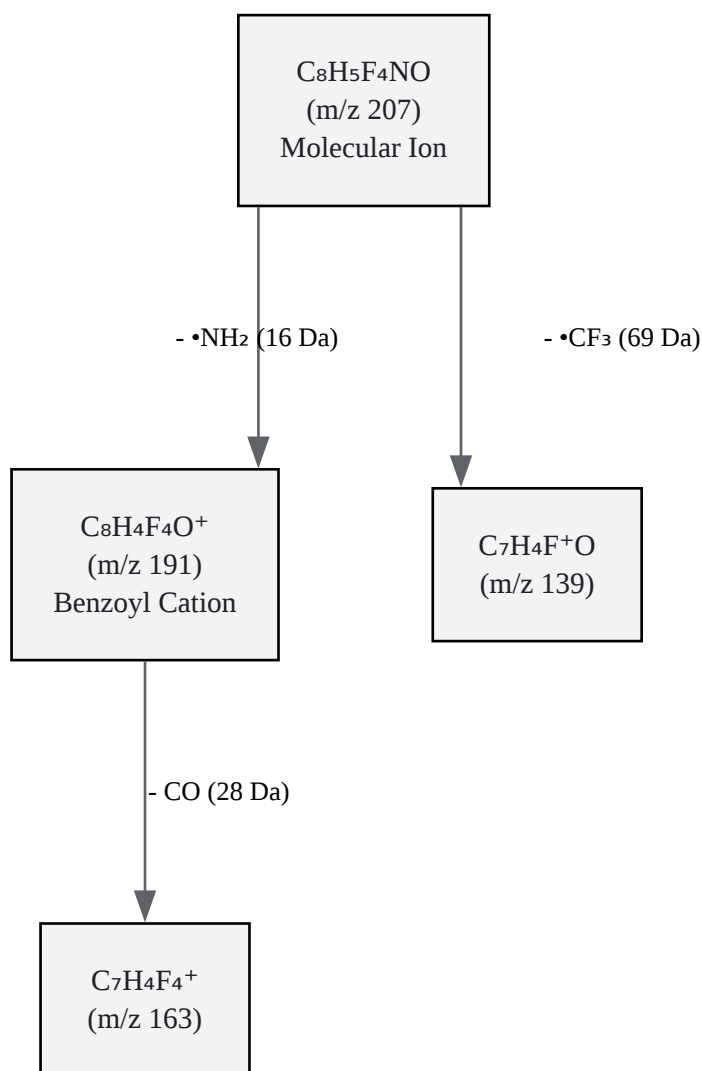 C₈H₅F₄NO
(m/z 207)
Molecular Ion
- •NH₂ (16 Da)
- •CF₃ (69 Da)
C₈H₄F₄O⁺
(m/z 191)
Benzoyl Cation
C₇H₄F⁺O
(m/z 139)
- CO (28 Da)
C₇H₄F₄⁺
(m/z 163)